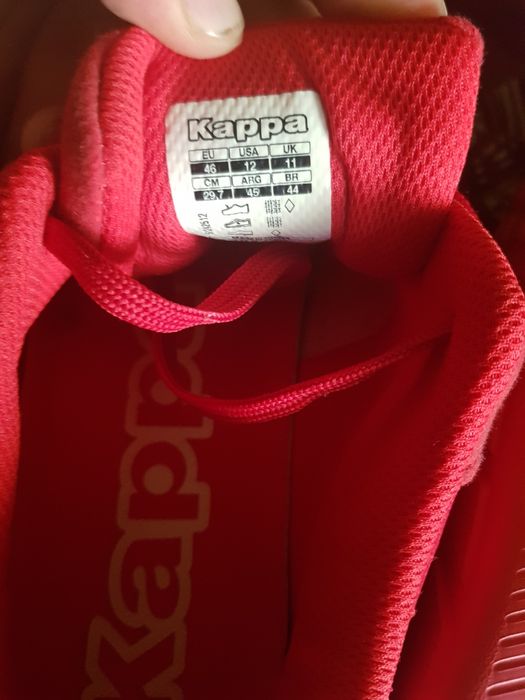 Kappa
EU USA UK
46 12 11
CM ARG BR
29.7 45 44
Kappa